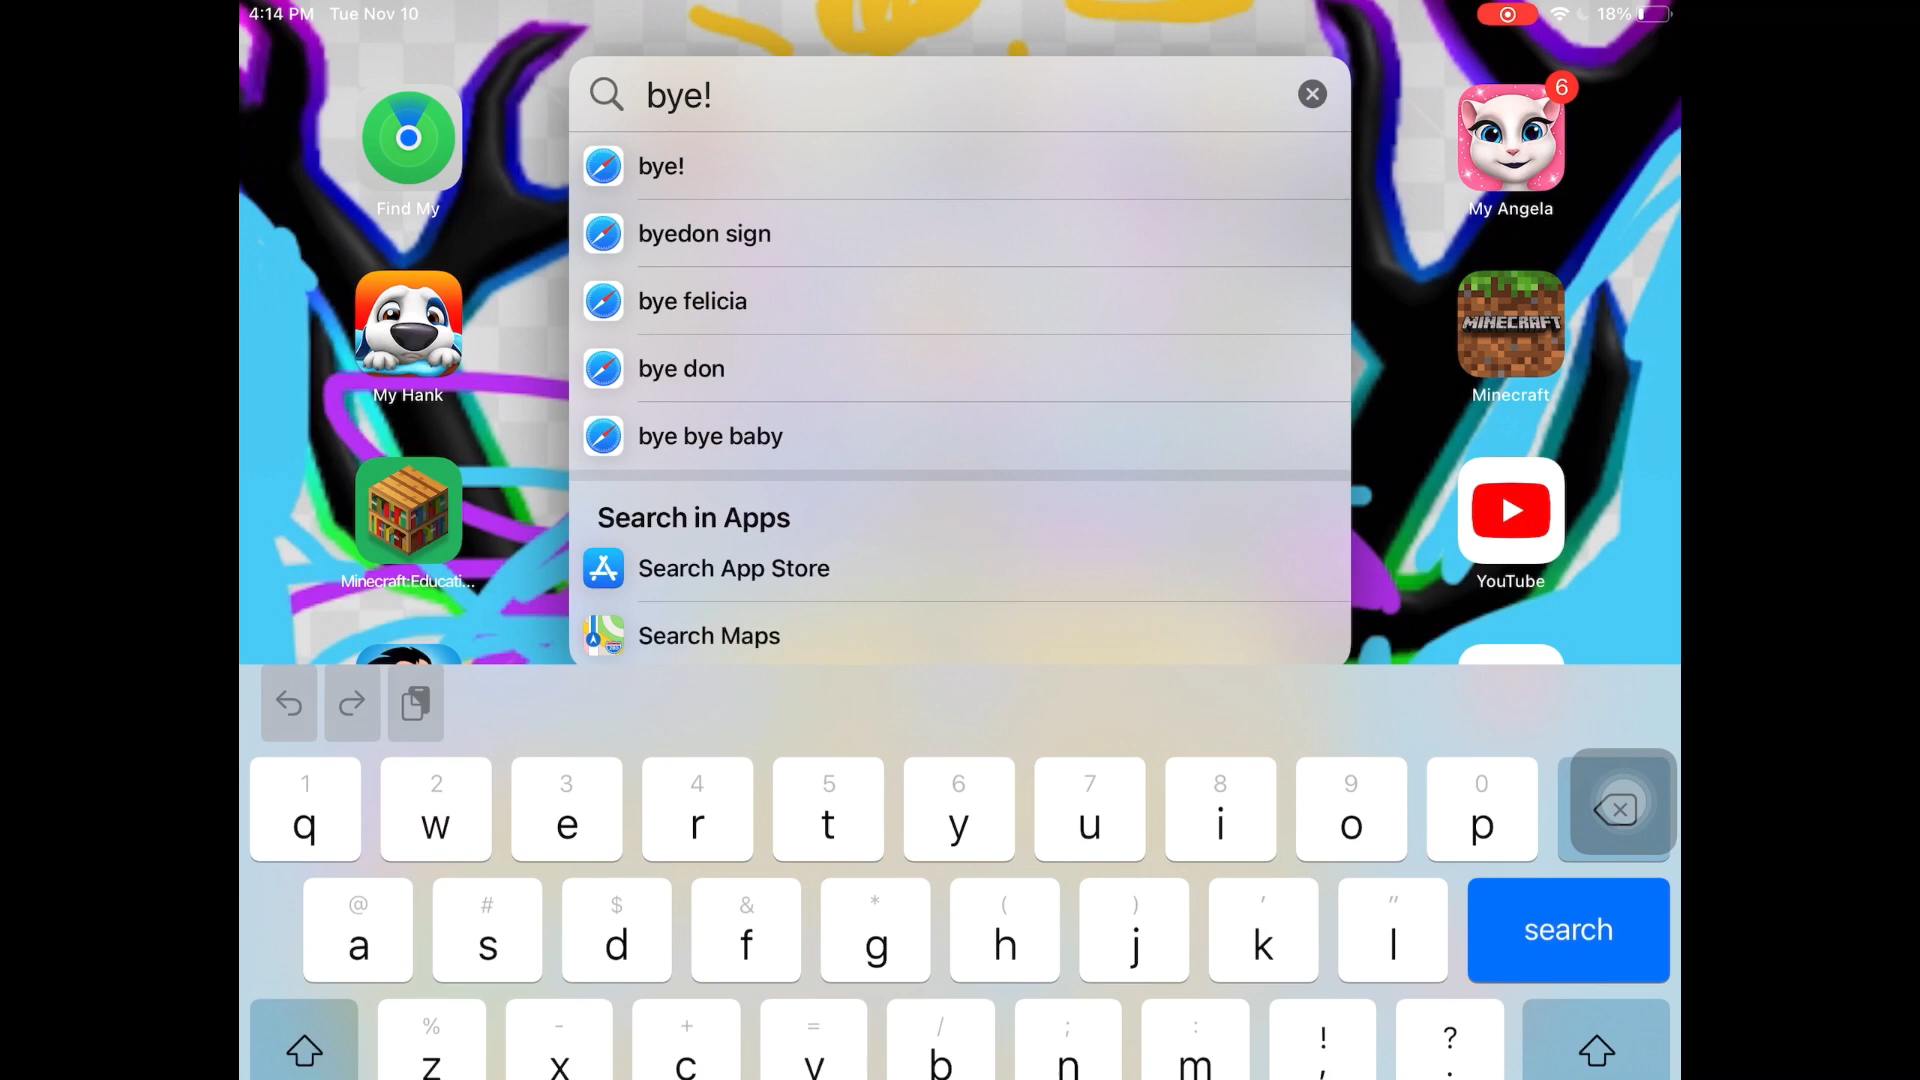 4:14 PM Tue Nov 10
18%
bye!
bye!
byedon sign
bye felicia
bye don
bye bye baby
Search in Apps
Search App Store
Search Maps
Find My
My Hank
Minecraft:Educati...
6
My Angela
MINECRAFT
Minecraft
YouTube
1 2 3 4 5 6 7 8 9 0
q w e r t y u i o p
@ # $ & * ( ) ' "
a s d f g h j k l search
% - + = / ; : ! ?
z x c v b n m , .